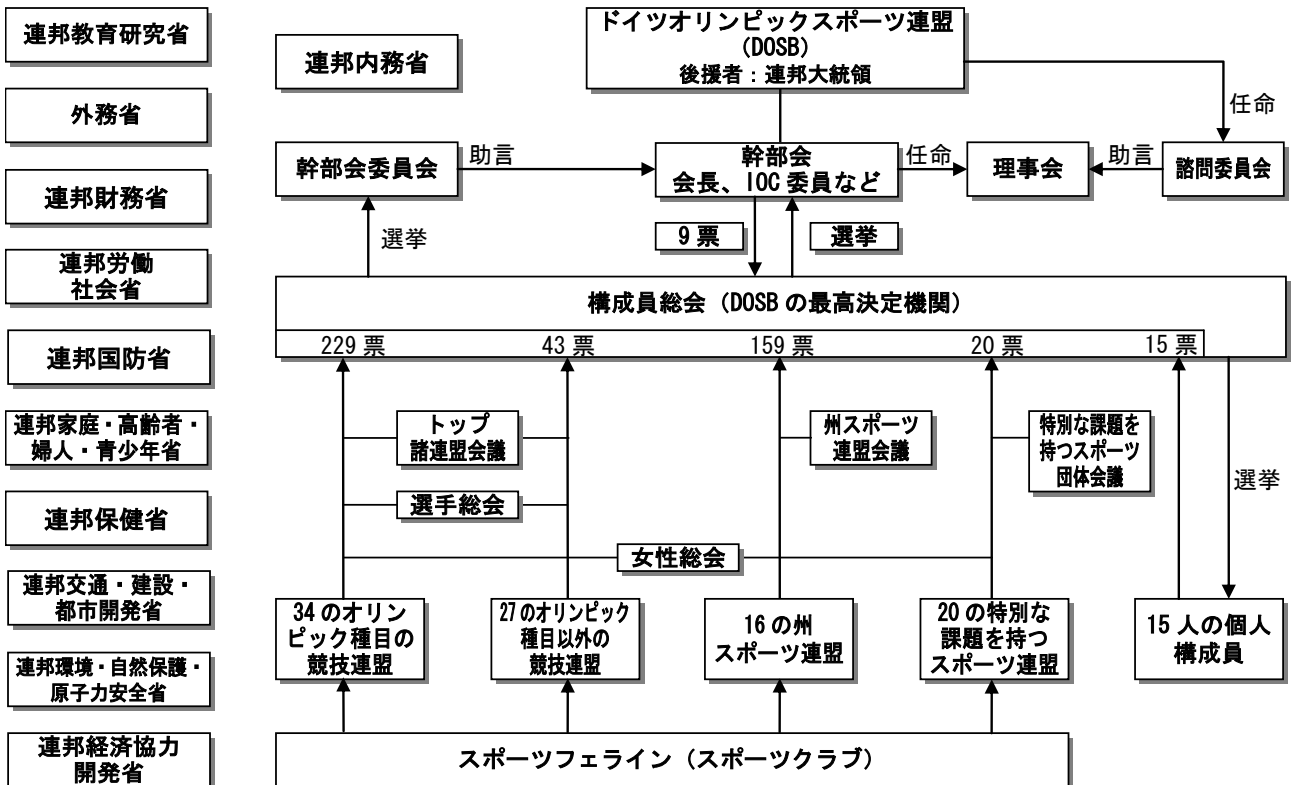 連邦教育研究省
外務省
連邦財務省
連邦労働
社会省
連邦国防省
連邦家庭・高齢者・
婦人・青少年省
連邦保健省
連邦交通・建設・
都市開発省
連邦環境・自然保護・
原子力安全省
連邦経済協力
開発省
連邦内務省
ドイツオリンピックスポーツ連盟
(DOSB)
後援者：連邦大統領
任命
幹部会委員会
助言
幹部会
会長、IOC 委員など
任命
理事会
助言
諮問委員会
選挙
9 票
選挙
構成員総会（DOSB の最高決定機関）
229 票
43 票
159 票
20 票
15 票
トップ
諸連盟会議
州スポーツ
連盟会議
特別な課題を
持つスポーツ
団体会議
選挙
選手総会
女性総会
34 のオリン
ピック種目の
競技連盟
27 のオリンピック
種目以外の
競技連盟
16 の州
スポーツ連盟
20 の特別な
課題を持つ
スポーツ連盟
15 人の個人
構成員
スポーツフェライン（スポーツクラブ）